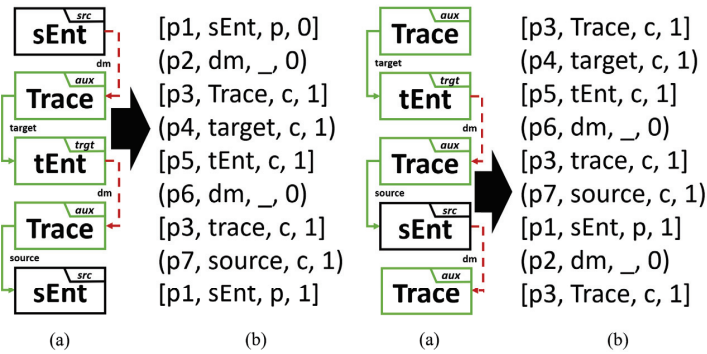 src
sEnt
dm
aux
Trace
target
trgt
tEnt
dm
aux
Trace
source
src
sEnt
(a)
[p1, sEnt, p, 0]
(p2, dm, _, 0)
[p3, Trace, c, 1]
(p4, target, c, 1)
[p5, tEnt, c, 1]
(p6, dm, _, 0)
[p3, trace, c, 1]
(p7, source, c, 1)
[p1, sEnt, p, 1]
(b)
aux
Trace
target
trgt
tEnt
dm
aux
Trace
source
src
sEnt
dm
aux
Trace
(a)
[p3, Trace, c, 1]
(p4, target, c, 1)
[p5, tEnt, c, 1]
(p6, dm, _, 0)
[p3, trace, c, 1]
(p7, source, c, 1)
[p1, sEnt, p, 1]
(p2, dm, _, 0)
[p3, Trace, c, 1]
(b)